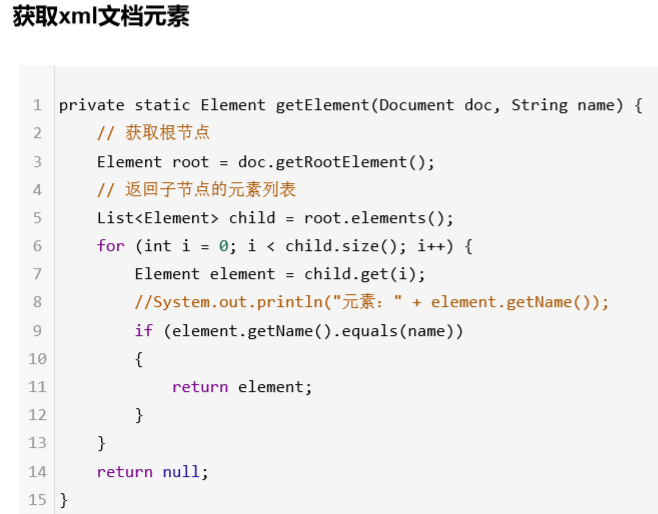 获取xml文档元素
1 private static Element getElement(Document doc, String name) {
2     // 获取根节点
3     Element root = doc.getRootElement();
4     // 返回子节点的元素列表
5     List<Element> child = root.elements();
6     for (int i = 0; i < child.size(); i++) {
7         Element element = child.get(i);
8         //System.out.println("元素：" + element.getName());
9         if (element.getName().equals(name))
10         {
11             return element;
12         }
13     }
14     return null;
15 }